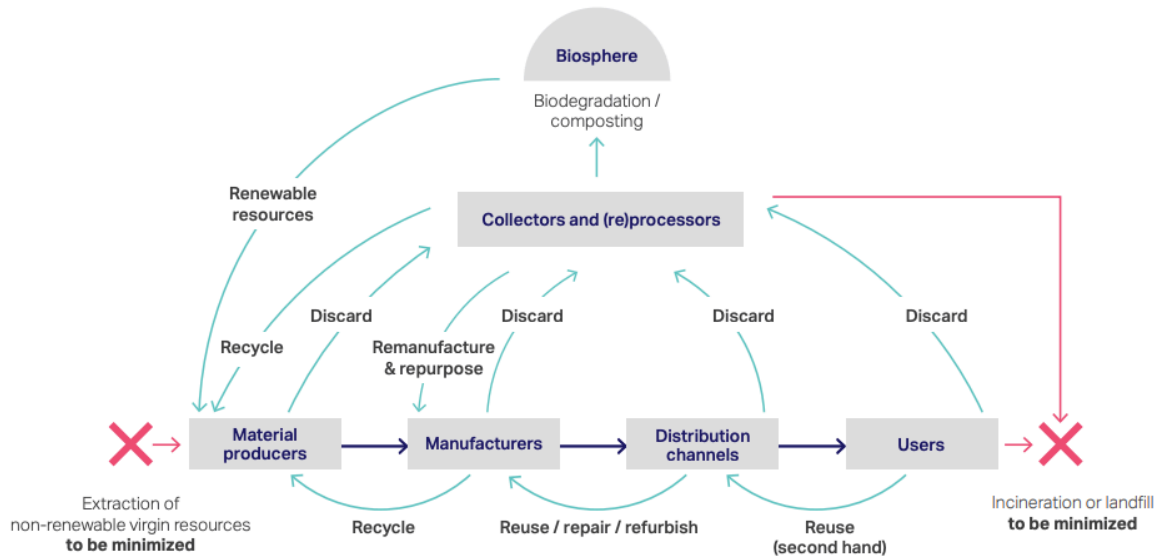 Biosphere
Biodegradation /
composting
Renewable
resources
Collectors and (re)processors
Discard
Discard
Discard
Discard
Recycle
Remanufacture
& repurpose
Material
producers
Manufacturers
Distribution
channels
Users
Extraction of
non-renewable virgin resources
to be minimized
Recycle
Reuse / repair / refurbish
Reuse
(second hand)
Incineration or landfill
to be minimized